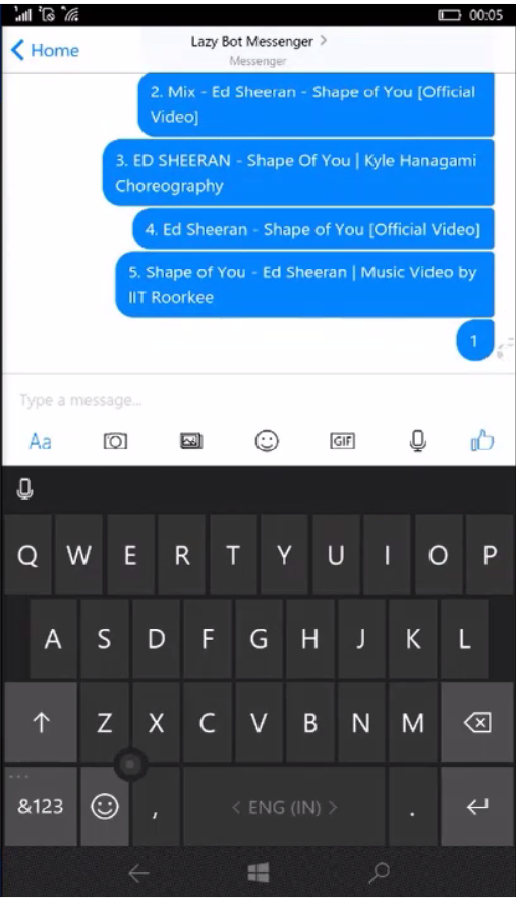 00:05
Home
Lazy Bot Messenger >
Messenger
2. Mix - Ed Sheeran - Shape of You [Official
Video]
3. ED SHEERAN - Shape Of You | Kyle Hanagami
Choreography
4. Ed Sheeran - Shape of You [Official Video]
5. Shape of You - Ed Sheeran | Music Video by
IIT Roorkee
1
Type a message...
Aa GIF
Q W E R T Y U I O P
A S D F G H J K L
Z X C V B N M
&123 , < ENG (IN) > .